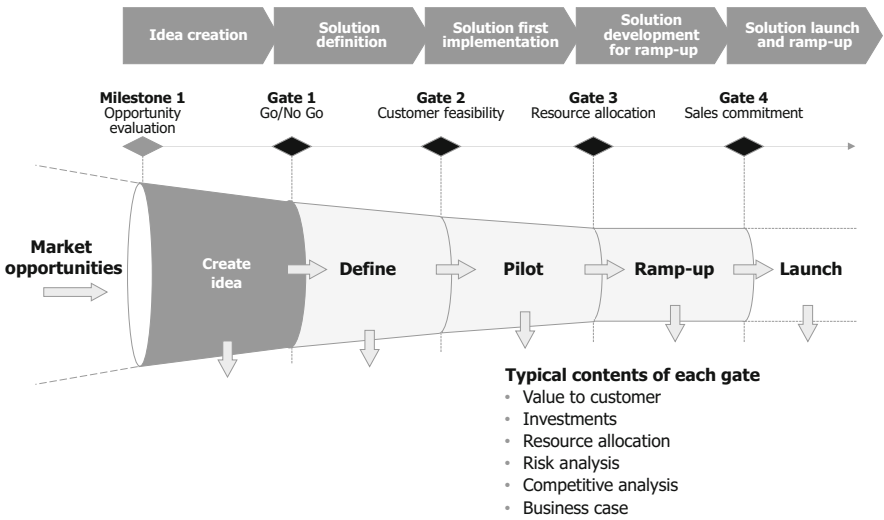 Idea creation
Solution
definition
Solution first
implementation
Solution
development
for ramp-up
Solution launch
and ramp-up
Milestone 1
Opportunity
evaluation
Gate 1
Go/No Go
Gate 2
Customer feasibility
Gate 3
Resource allocation
Gate 4
Sales commitment
Market
opportunities
Create
idea
Define
Pilot
Ramp-up
Launch
Typical contents of each gate
• Value to customer
• Investments
• Resource allocation
• Risk analysis
• Competitive analysis
• Business case